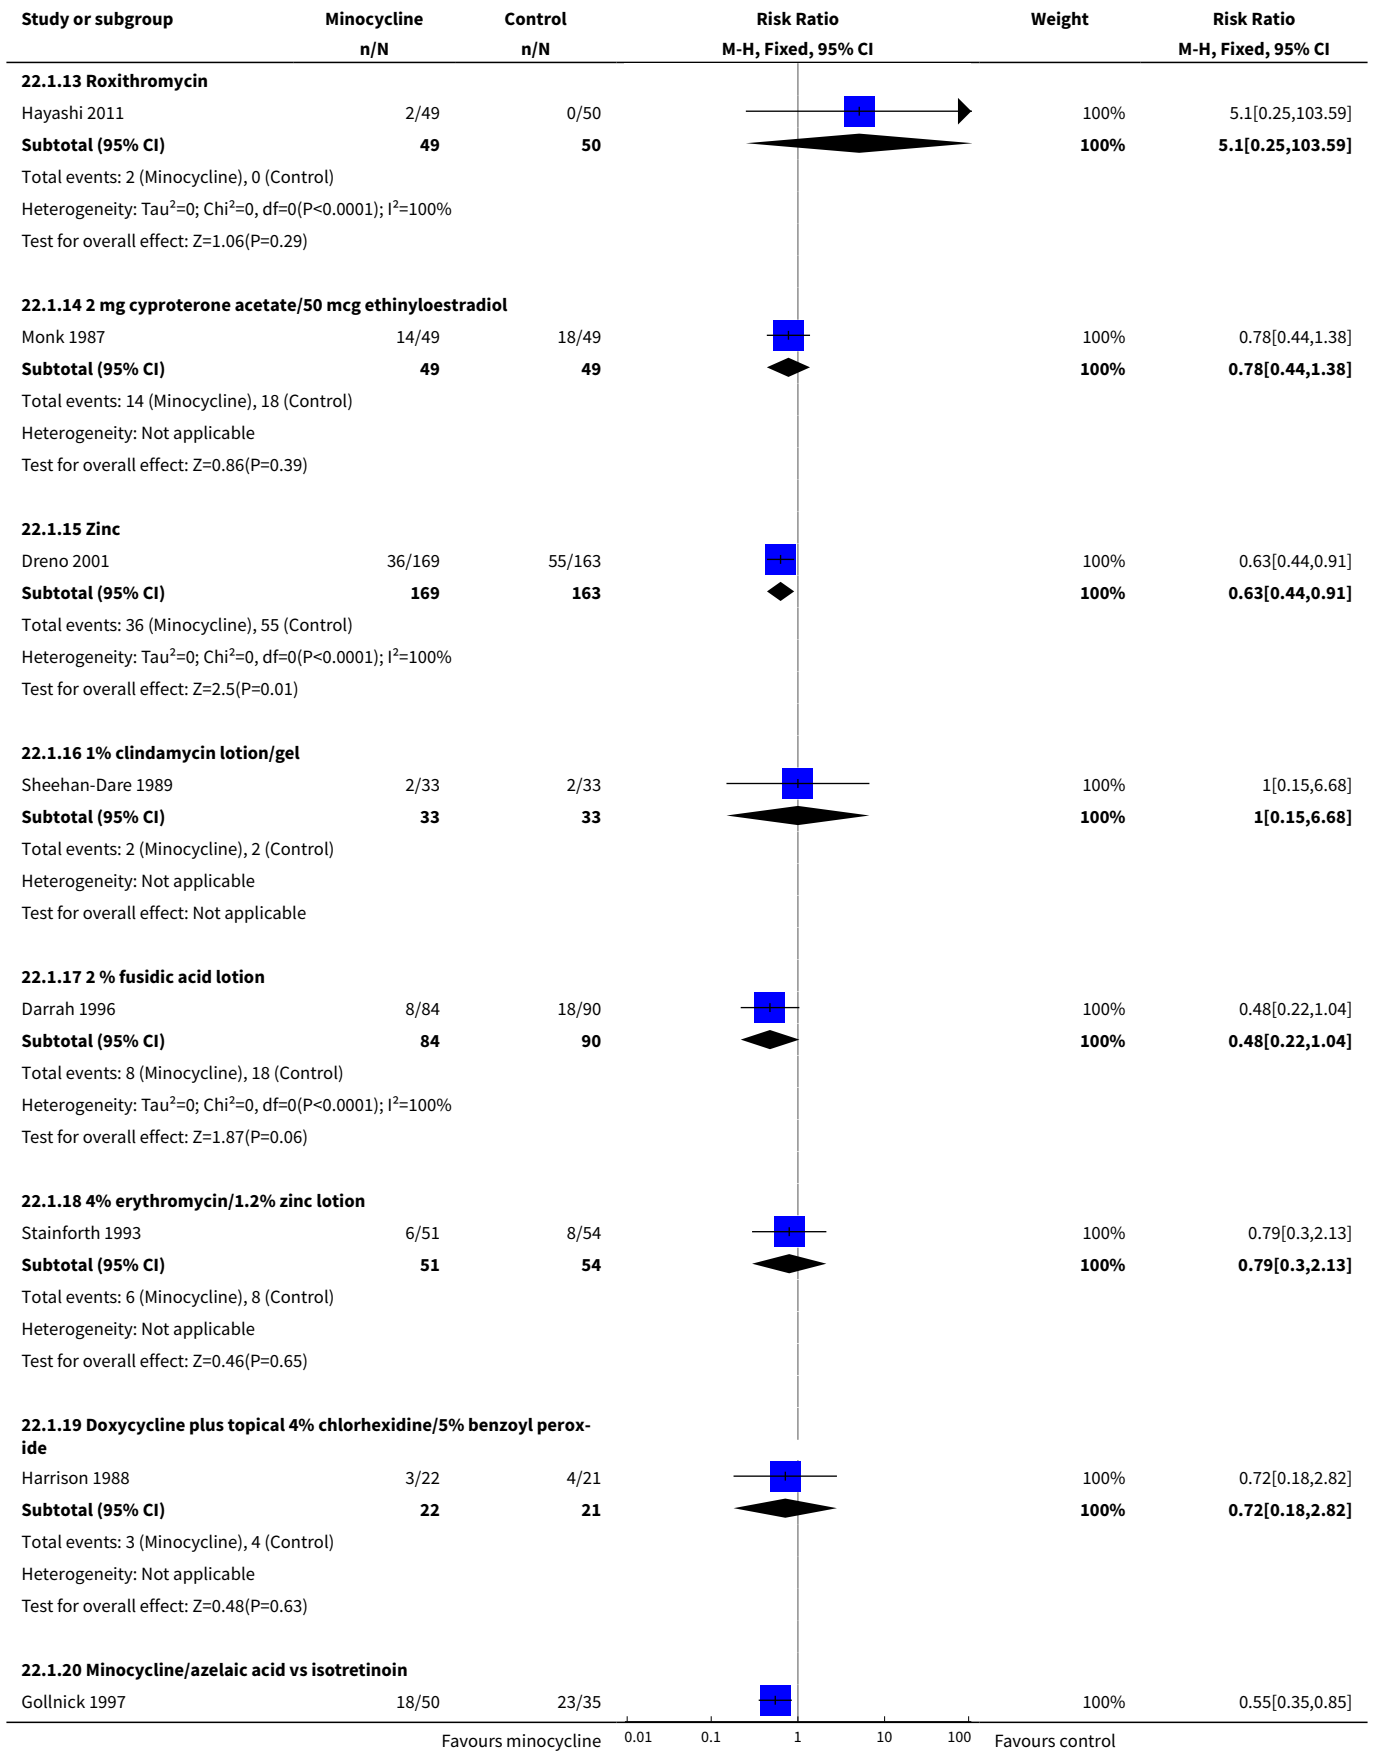 Study or subgroup Minocycline Control Risk Ratio Weight Risk Ratio
n/N n/N M-H, Fixed, 95% CI M-H, Fixed, 95% CI
22.1.13 Roxithromycin
Hayashi 2011 2/49 0/50 100% 5.1[0.25,103.59]
Subtotal (95% CI) 49 50 100% 5.1[0.25,103.59]
Total events: 2 (Minocycline), 0 (Control)
Heterogeneity: Tau²=0; Chi²=0, df=0(P<0.0001); I²=100%
Test for overall effect: Z=1.06(P=0.29)
22.1.14 2 mg cyproterone acetate/50 mcg ethinyloestradiol
Monk 1987 14/49 18/49 100% 0.78[0.44,1.38]
Subtotal (95% CI) 49 49 100% 0.78[0.44,1.38]
Total events: 14 (Minocycline), 18 (Control)
Heterogeneity: Not applicable
Test for overall effect: Z=0.86(P=0.39)
22.1.15 Zinc
Dreno 2001 36/169 55/163 100% 0.63[0.44,0.91]
Subtotal (95% CI) 169 163 100% 0.63[0.44,0.91]
Total events: 36 (Minocycline), 55 (Control)
Heterogeneity: Tau²=0; Chi²=0, df=0(P<0.0001); I²=100%
Test for overall effect: Z=2.5(P=0.01)
22.1.16 1% clindamycin lotion/gel
Sheehan-Dare 1989 2/33 2/33 100% 1[0.15,6.68]
Subtotal (95% CI) 33 33 100% 1[0.15,6.68]
Total events: 2 (Minocycline), 2 (Control)
Heterogeneity: Not applicable
Test for overall effect: Not applicable
22.1.17 2 % fusidic acid lotion
Darrah 1996 8/84 18/90 100% 0.48[0.22,1.04]
Subtotal (95% CI) 84 90 100% 0.48[0.22,1.04]
Total events: 8 (Minocycline), 18 (Control)
Heterogeneity: Tau²=0; Chi²=0, df=0(P<0.0001); I²=100%
Test for overall effect: Z=1.87(P=0.06)
22.1.18 4% erythromycin/1.2% zinc lotion
Stainforth 1993 6/51 8/54 100% 0.79[0.3,2.13]
Subtotal (95% CI) 51 54 100% 0.79[0.3,2.13]
Total events: 6 (Minocycline), 8 (Control)
Heterogeneity: Not applicable
Test for overall effect: Z=0.46(P=0.65)
22.1.19 Doxycycline plus topical 4% chlorhexidine/5% benzoyl perox-
ide
Harrison 1988 3/22 4/21 100% 0.72[0.18,2.82]
Subtotal (95% CI) 22 21 100% 0.72[0.18,2.82]
Total events: 3 (Minocycline), 4 (Control)
Heterogeneity: Not applicable
Test for overall effect: Z=0.48(P=0.63)
22.1.20 Minocycline/azelaic acid vs isotretinoin
Gollnick 1997 18/50 23/35 100% 0.55[0.35,0.85]
Favours minocycline 0.01 0.1 1 10 100 Favours control